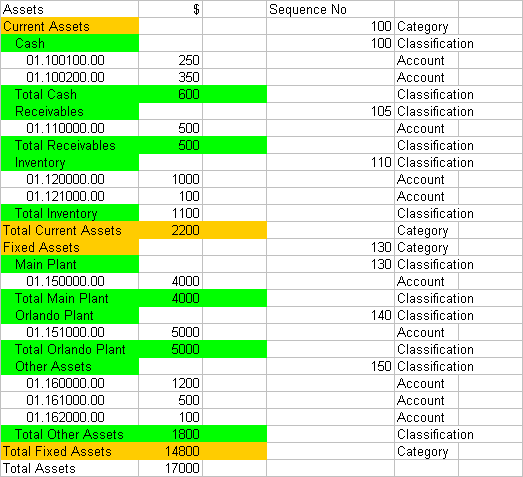 Assets $ Sequence No
Current Assets 100 Category
Cash 100 Classification
01.100100.00 250 Account
01.100200.00 350 Account
Total Cash 600 Classification
Receivables 105 Classification
01.110000.00 500 Account
Total Receivables 500 Classification
Inventory 110 Classification
01.120000.00 1000 Account
01.121000.00 100 Account
Total Inventory 1100 Classification
Total Current Assets 2200 Category
Fixed Assets 130 Category
Main Plant 130 Classification
01.150000.00 4000 Account
Total Main Plant 4000 Classification
Orlando Plant 140 Classification
01.151000.00 5000 Account
Total Orlando Plant 5000 Classification
Other Assets 150 Classification
01.160000.00 1200 Account
01.161000.00 500 Account
01.162000.00 100 Account
Total Other Assets 1800 Classification
Total Fixed Assets 14800 Category
Total Assets 17000